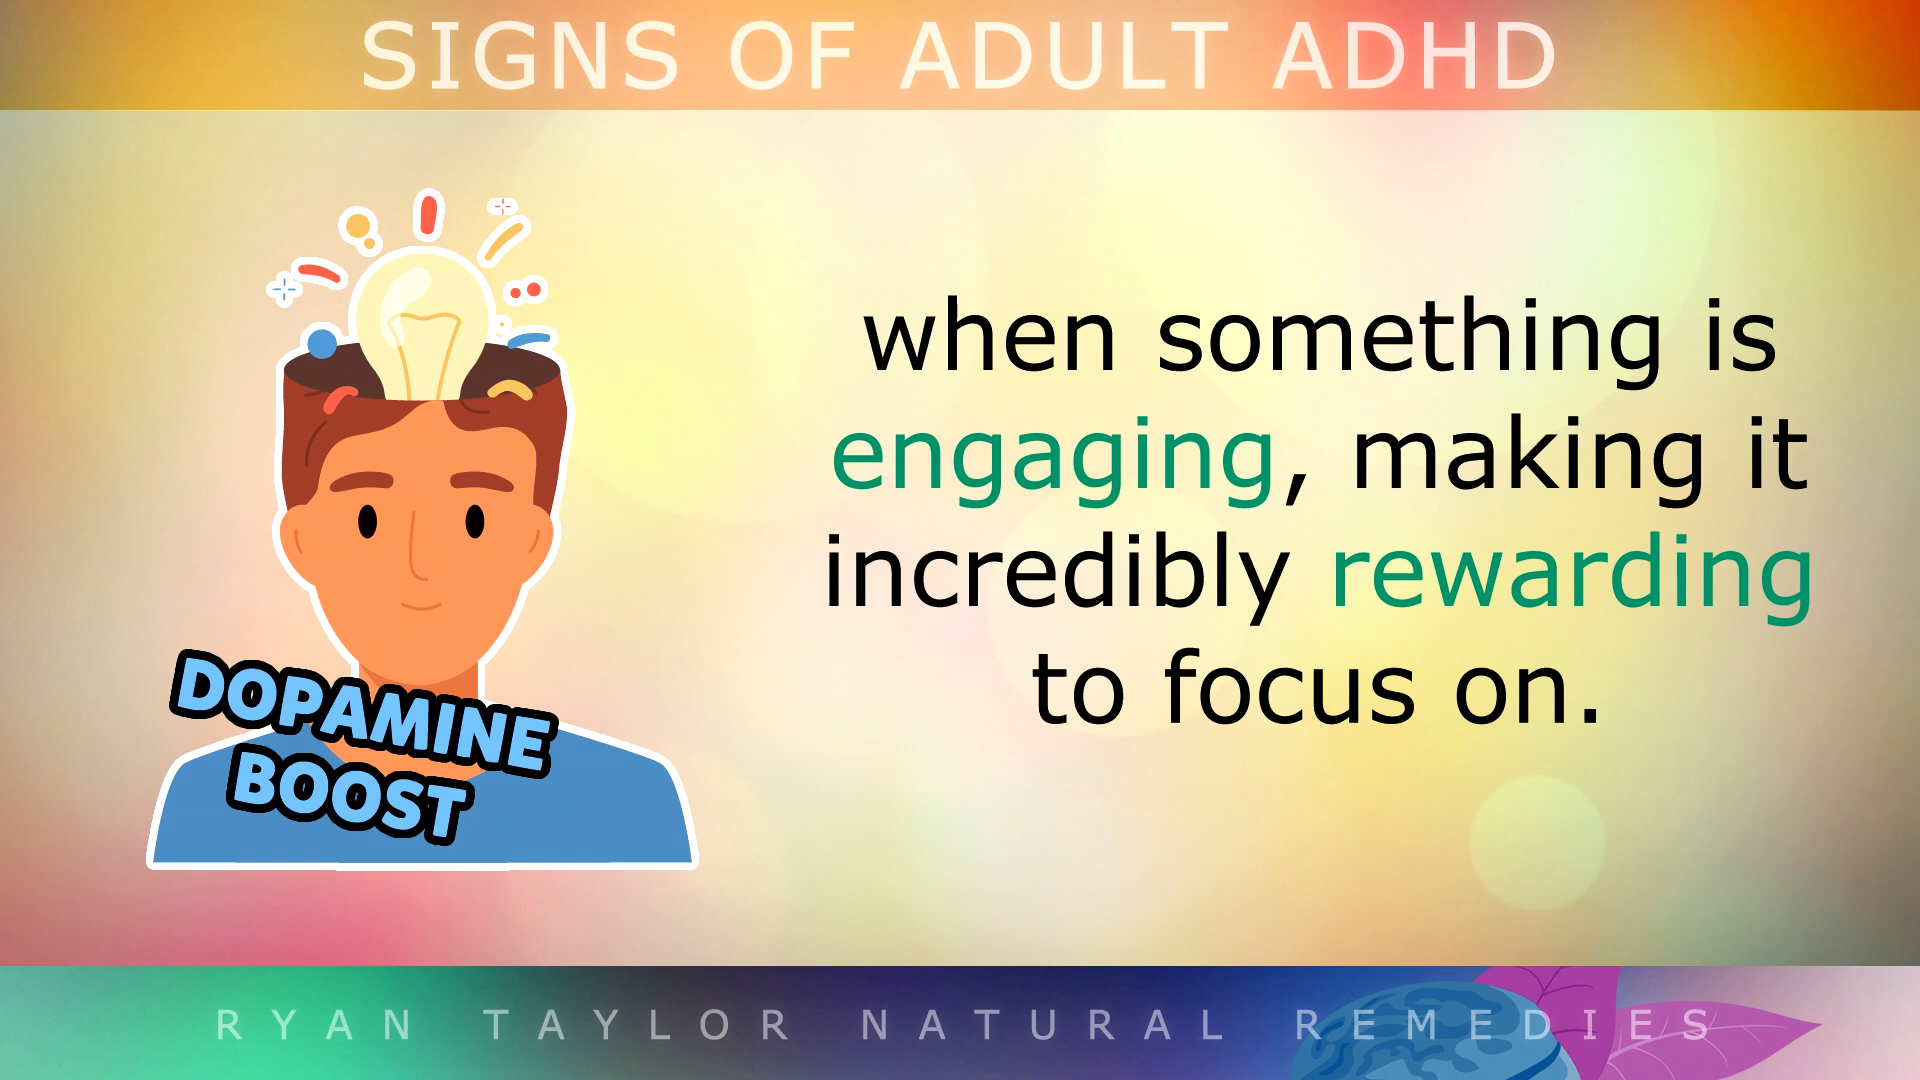 SIGNS OF ADULT ADHD
when something is
engaging, making it
incredibly rewarding
to focus on.
DOPAMINE
BOOST
RYAN TAYLOR NATURAL REMEDIES